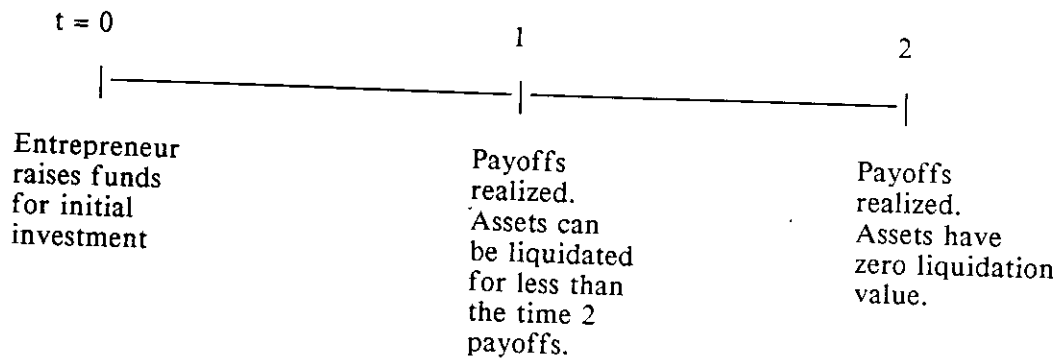 t = 0
1
2
Entrepreneur
raises funds
for initial
investment
Payoffs
realized.
Assets can
be liquidated
for less than
the time 2
payoffs.
Payoffs
realized.
Assets have
zero liquidation
value.